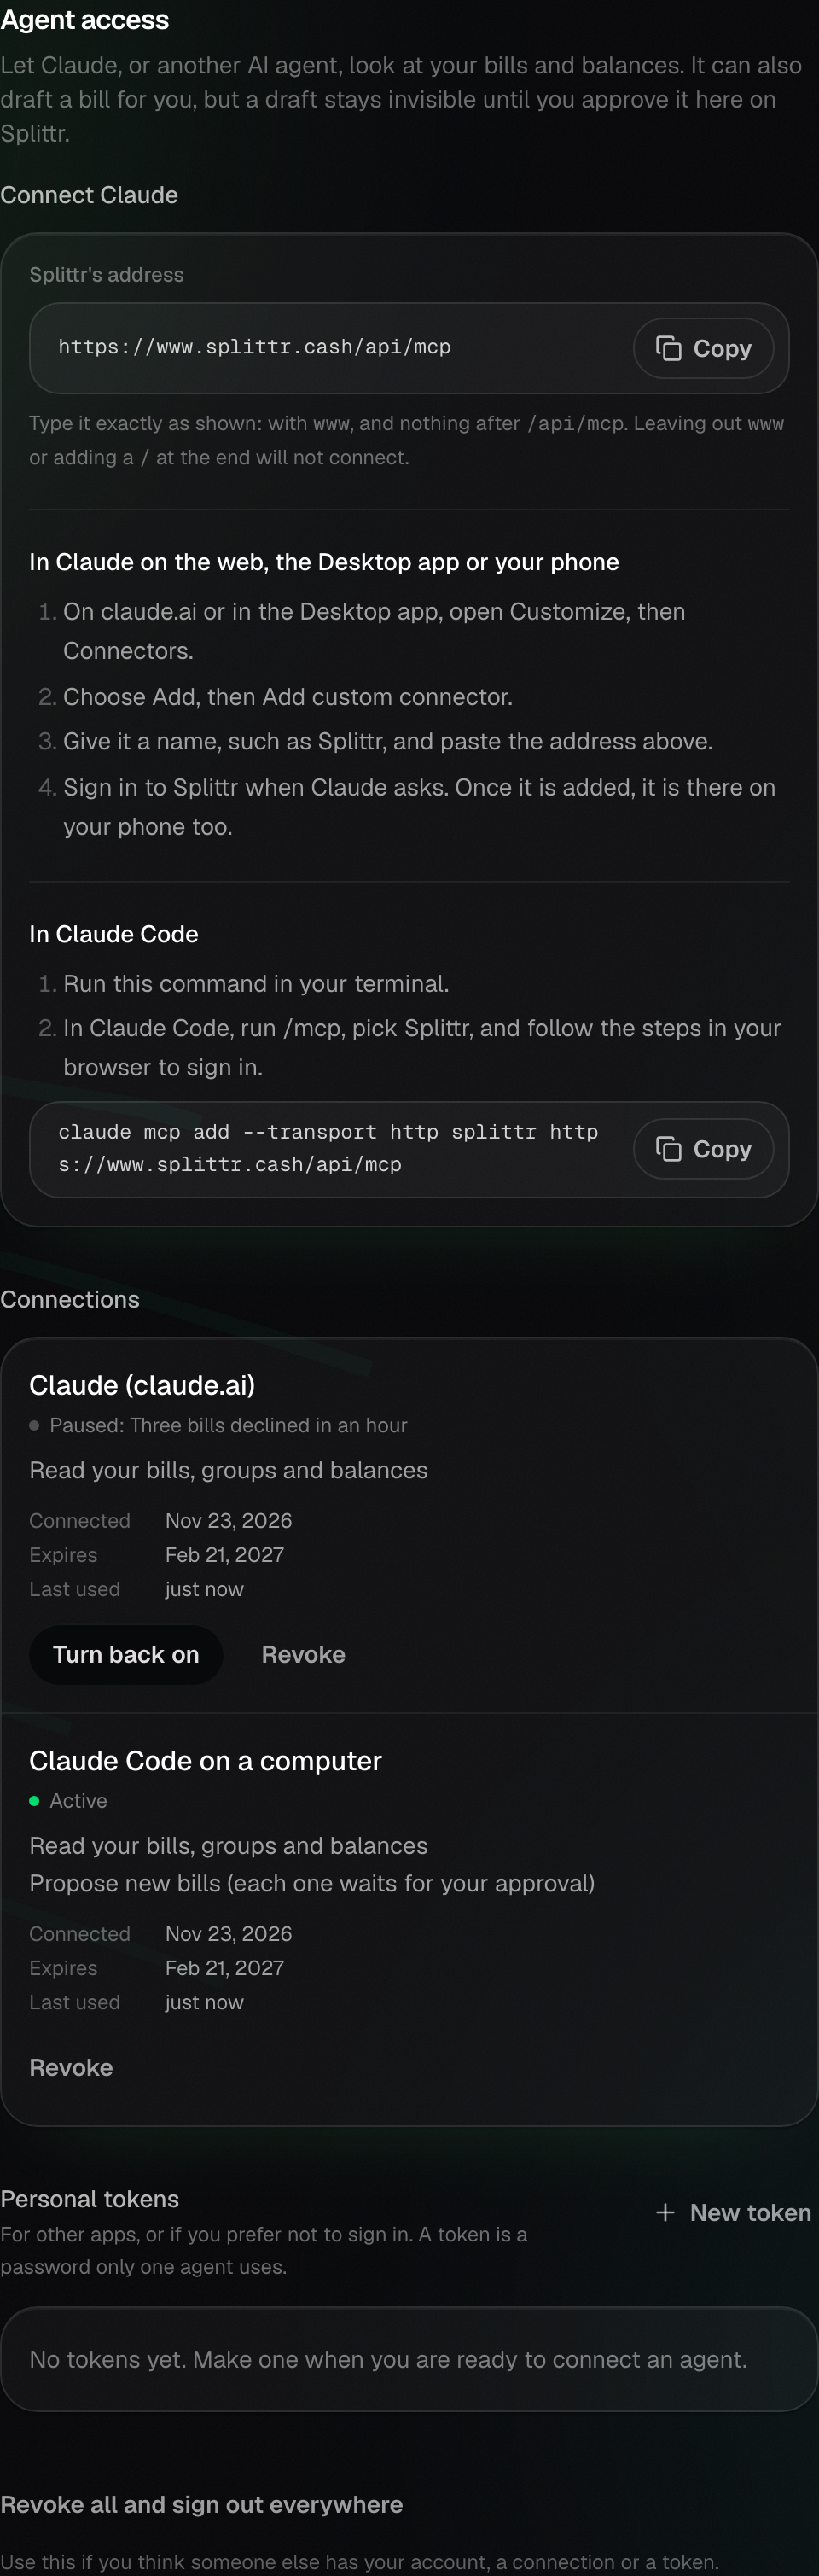 Agent access
Let Claude, or another AI agent, look at your bills and balances. It can also
draft a bill for you, but a draft stays invisible until you approve it here on
Splittr.
Connect Claude
Splittr's address
https://www.splittr.cash/api/mcp
Copy
Type it exactly as shown: with www, and nothing after /api/mcp. Leaving out www
or adding a / at the end will not connect.
In Claude on the web, the Desktop app or your phone
1. On claude.ai or in the Desktop app, open Customize, then
Connectors.
2. Choose Add, then Add custom connector.
3. Give it a name, such as Splittr, and paste the address above.
4. Sign in to Splittr when Claude asks. Once it is added, it is there on
your phone too.
In Claude Code
1. Run this command in your terminal.
2. In Claude Code, run /mcp, pick Splittr, and follow the steps in your
browser to sign in.
claude mcp add --transport http splittr http
s://www.splittr.cash/api/mcp
Copy
Connections
Claude (claude.ai)
Paused: Three bills declined in an hour
Read your bills, groups and balances
Connected Nov 23, 2026
Expires Feb 21, 2027
Last used just now
Turn back on Revoke
Claude Code on a computer
Active
Read your bills, groups and balances
Propose new bills (each one waits for your approval)
Connected Nov 23, 2026
Expires Feb 21, 2027
Last used just now
Revoke
Personal tokens
+ New token
For other apps, or if you prefer not to sign in. A token is a
password only one agent uses.
No tokens yet. Make one when you are ready to connect an agent.
Revoke all and sign out everywhere
Use this if you think someone else has your account, a connection or a token.